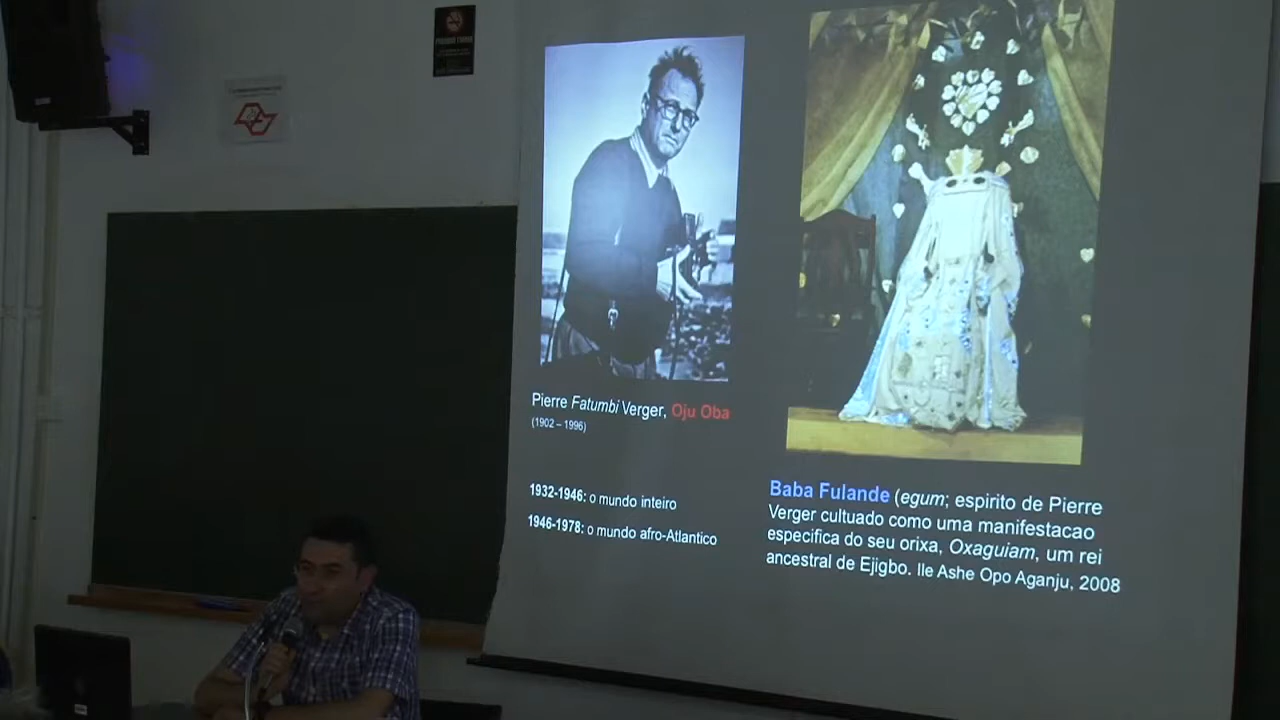 Pierre Fatumbi Verger, Oju Oba
(1902 – 1996)
1932-1946: o mundo inteiro
1946-1978: o mundo afro-Atlantico
Baba Fulande (egum; espirito de Pierre
Verger cultuado como uma manifestacao
especifica do seu orixa, Oxaguiam, um rei
ancestral de Ejigbo. Ile Ashe Opo Aganju, 2008